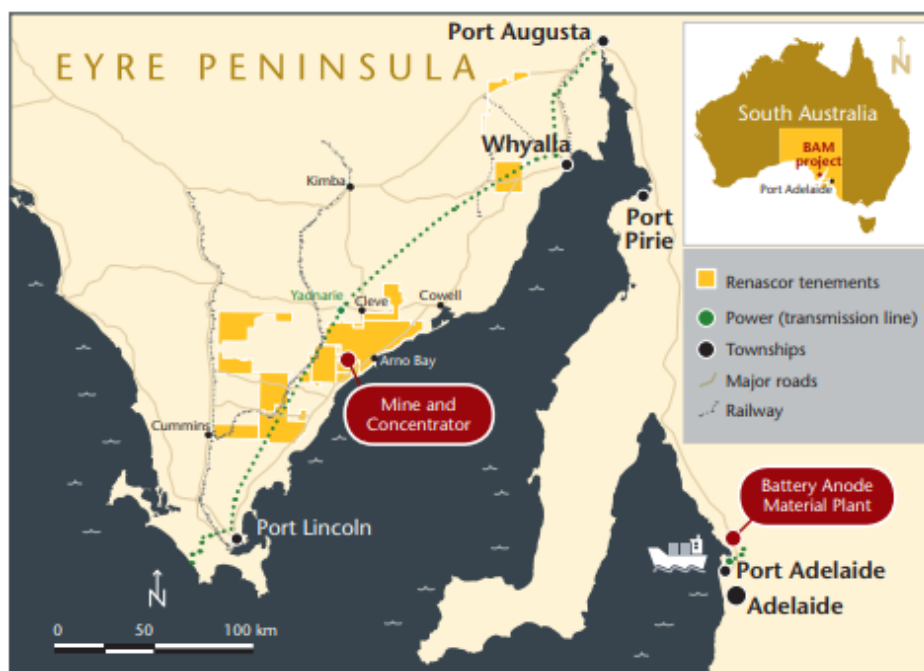 EYRE PENINSULA
Port Augusta
Whyalla
Kimba
Port
Pirie
Yadnarie
Cleve
Cowell
Arno Bay
Mine and
Concentrator
Cummins
Port Lincoln
N
0 50 100 km
Battery Anode
Material Plant
Port Adelaide
Adelaide
N
South Australia
BAM
project
Port Adelaide
Renascor tenements
Power (transmission line)
Townships
Major roads
Railway